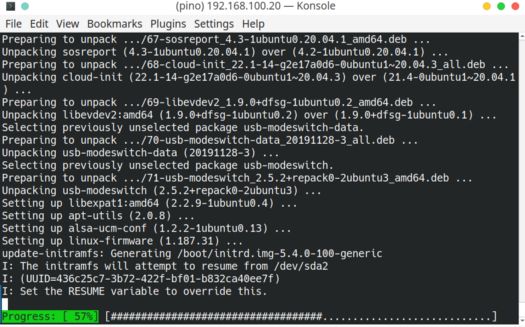 (pino) 192.168.100.20 — Konsole
File Edit View Bookmarks Plugins Settings Help
Preparing to unpack .../67-sosreport_4.3-1ubuntu0.20.04.1_amd64.deb ...
Unpacking sosreport (4.3-1ubuntu0.20.04.1) over (4.2-1ubuntu0.20.04.1) ...
Preparing to unpack .../68-cloud-init_22.1-14-g2e17a0d6-0ubuntu1~20.04.3_all.deb ...
Unpacking cloud-init (22.1-14-g2e17a0d6-0ubuntu1~20.04.3) over (21.4-0ubuntu1~20.04.1
) ...
Preparing to unpack .../69-libevdev2_1.9.0+dfsg-1ubuntu0.2_amd64.deb ...
Unpacking libevdev2:amd64 (1.9.0+dfsg-1ubuntu0.2) over (1.9.0+dfsg-1ubuntu0.1) ...
Selecting previously unselected package usb-modeswitch-data.
Preparing to unpack .../70-usb-modeswitch-data_20191128-3_all.deb ...
Unpacking usb-modeswitch-data (20191128-3) ...
Selecting previously unselected package usb-modeswitch.
Preparing to unpack .../71-usb-modeswitch_2.5.2+repack0-2ubuntu3_amd64.deb ...
Unpacking usb-modeswitch (2.5.2+repack0-2ubuntu3) ...
Setting up libexpat1:amd64 (2.2.9-1ubuntu0.4) ...
Setting up apt-utils (2.0.8) ...
Setting up alsa-ucm-conf (1.2.2-1ubuntu0.13) ...
Setting up linux-firmware (1.187.31) ...
update-initramfs: Generating /boot/initrd.img-5.4.0-100-generic
I: The initramfs will attempt to resume from /dev/sda2
I: (UUID=436c25c7-3b72-422f-bf01-b832ca40ee7f)
I: Set the RESUME variable to override this.
Progress: [ 57%] [###################################............................]